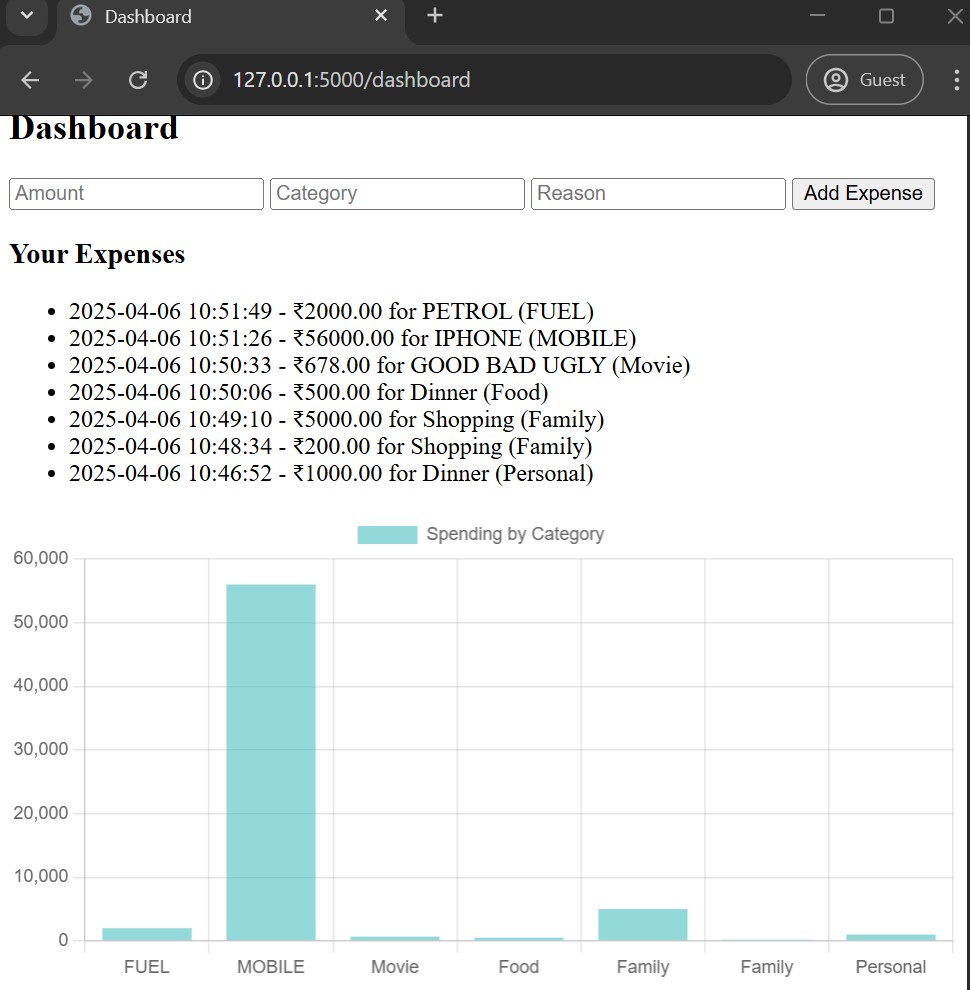 Dashboard
127.0.0.1:5000/dashboard
Guest
Dashboard
Amount Category Reason Add Expense
Your Expenses
• 2025-04-06 10:51:49 - ₹2000.00 for PETROL (FUEL)
• 2025-04-06 10:51:26 - ₹56000.00 for IPHONE (MOBILE)
• 2025-04-06 10:50:33 - ₹678.00 for GOOD BAD UGLY (Movie)
• 2025-04-06 10:50:06 - ₹500.00 for Dinner (Food)
• 2025-04-06 10:49:10 - ₹5000.00 for Shopping (Family)
• 2025-04-06 10:48:34 - ₹200.00 for Shopping (Family)
• 2025-04-06 10:46:52 - ₹1000.00 for Dinner (Personal)
Spending by Category
60,000
50,000
40,000
30,000
20,000
10,000
0
FUEL MOBILE Movie Food Family Family Personal